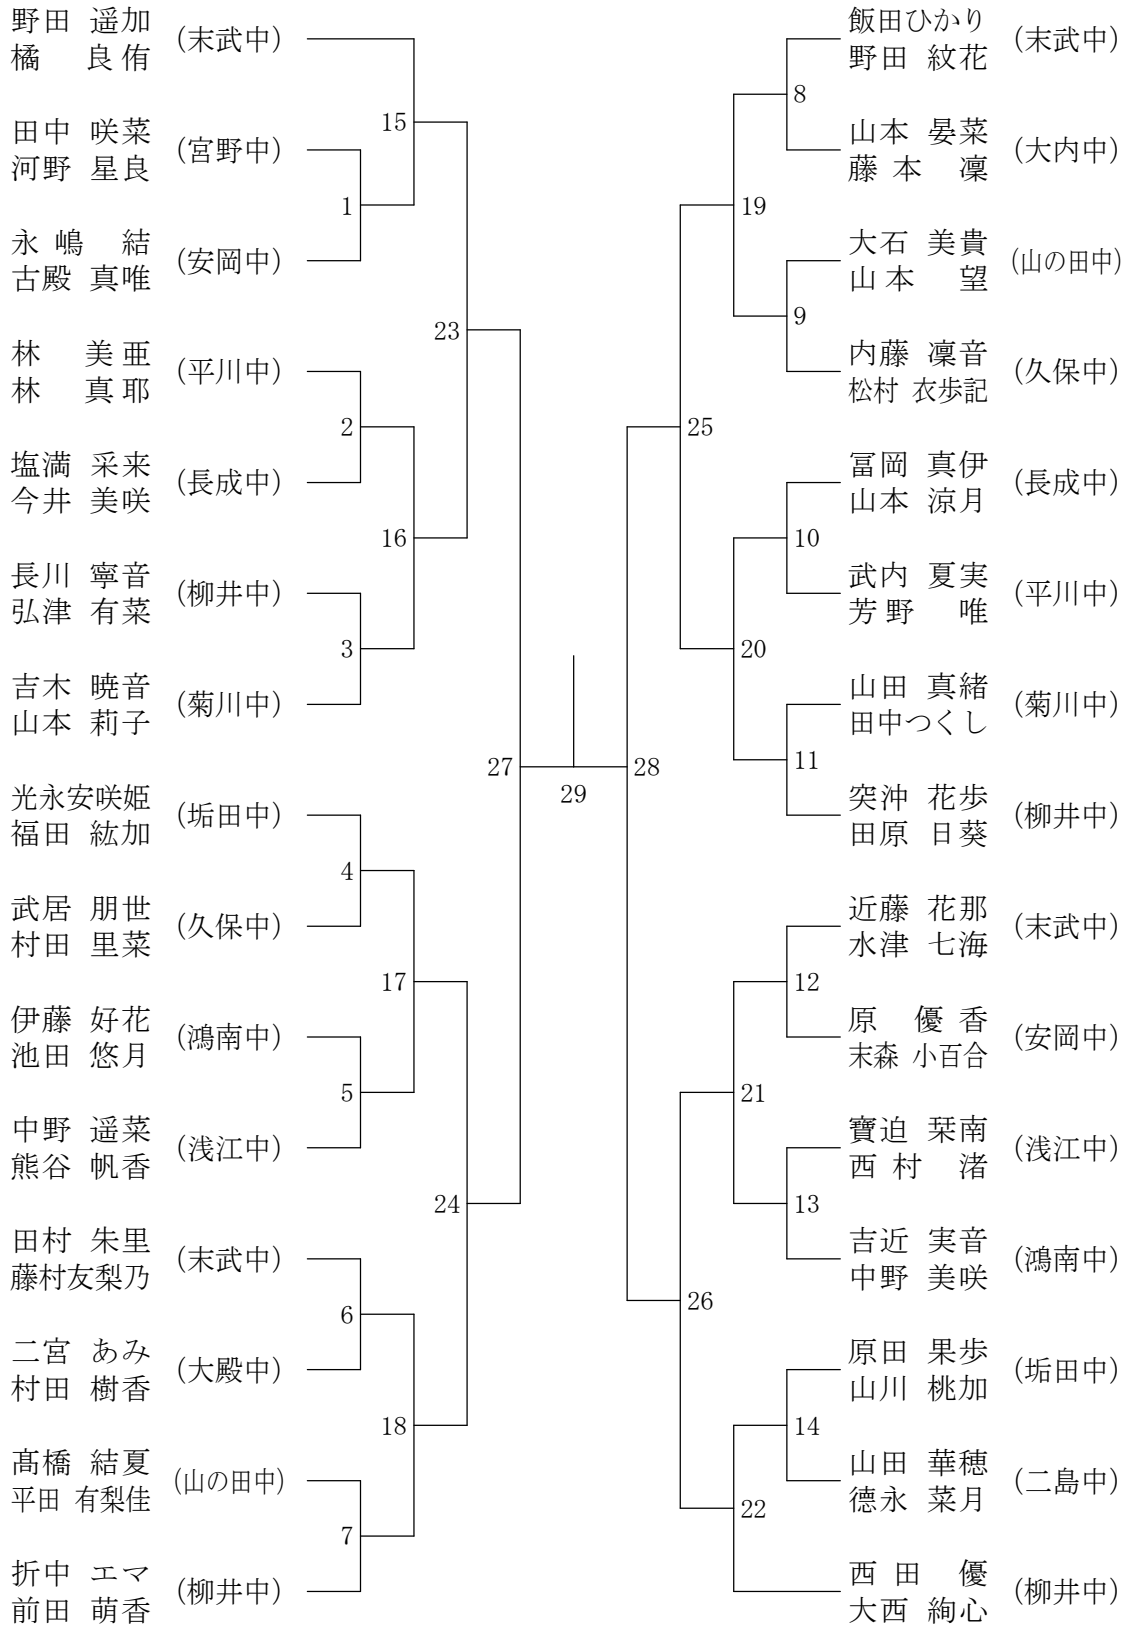 野田 遥加
橘 良侑
(末武中)
田中 咲菜
河野 星良
(宮野中)
永嶋 結
古殿 真唯
(安岡中)
林 美亜
林 真耶
(平川中)
塩満 采来
今井 美咲
(長成中)
長川 寧音
弘津 有菜
(柳井中)
吉木 暁音
山本 莉子
(菊川中)
光永安咲姫
福田 紘加
(垢田中)
武居 朋世
村田 里菜
(久保中)
伊藤 好花
池田 悠月
(鴻南中)
中野 遥菜
熊谷 帆香
(浅江中)
田村 朱里
藤村友梨乃
(末武中)
二宮 あみ
村田 樹香
(大殿中)
髙橋 結夏
平田 有梨佳
(山の田中)
折中 エマ
前田 萌香
(柳井中)
15
1
23
2
16
3
27
4
17
5
24
6
18
7
29
28
8
19
9
25
10
20
11
12
21
13
26
14
22
飯田ひかり
野田 紋花
(末武中)
山本 晏菜
藤本 凜
(大内中)
大石 美貴
山本 望
(山の田中)
内藤 凜音
松村 衣歩記
(久保中)
冨岡 真伊
山本 涼月
(長成中)
武内 夏実
芳野 唯
(平川中)
山田 真緒
田中つくし
(菊川中)
突沖 花歩
田原 日葵
(柳井中)
近藤 花那
水津 七海
(末武中)
原 優香
末森 小百合
(安岡中)
寶迫 栞南
西村 渚
(浅江中)
吉近 実音
中野 美咲
(鴻南中)
原田 果歩
山川 桃加
(垢田中)
山田 華穂
德永 菜月
(二島中)
西田 優
大西 絢心
(柳井中)